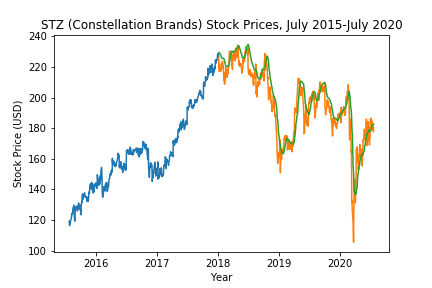 STZ (Constellation Brands) Stock Prices, July 2015-July 2020
240
220
200
180
160
140
120
100
Stock Price (USD)
2016 2017 2018 2019 2020
Year